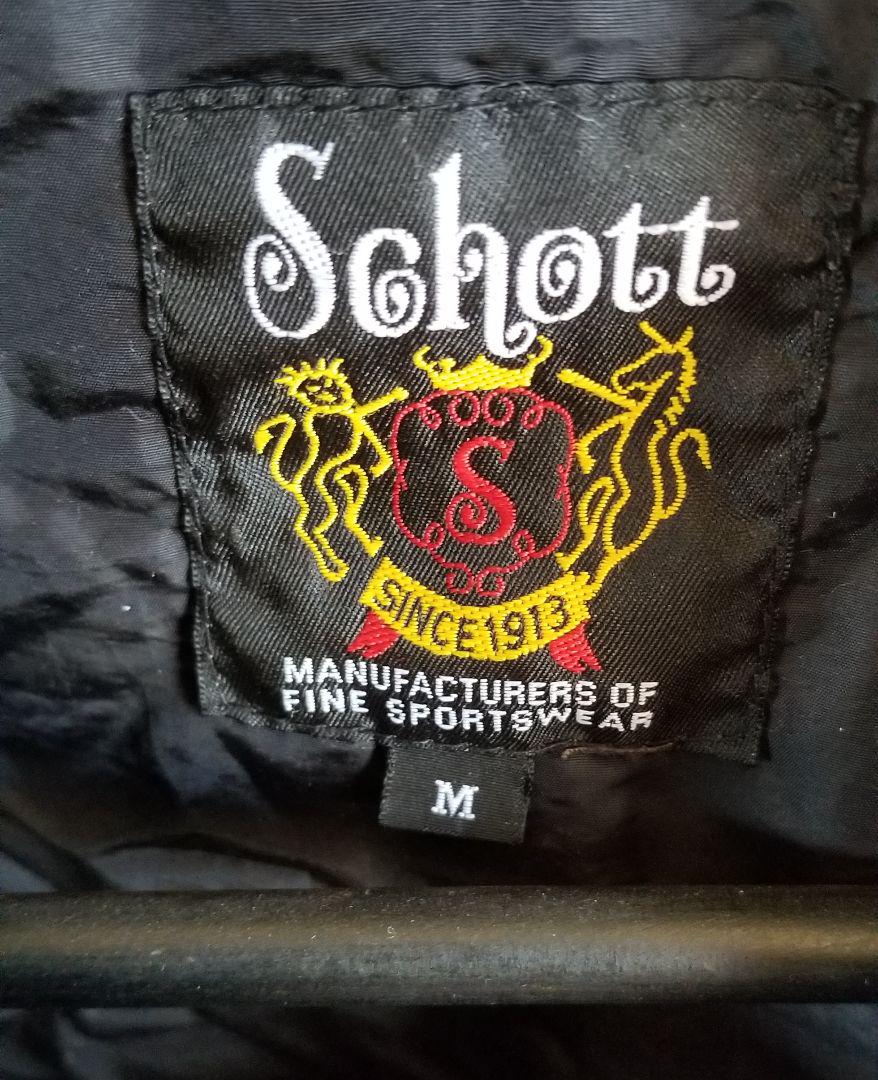 Schott
S
SINCE 1913
MANUFACTURERS OF
FINE SPORTSWEAR
M